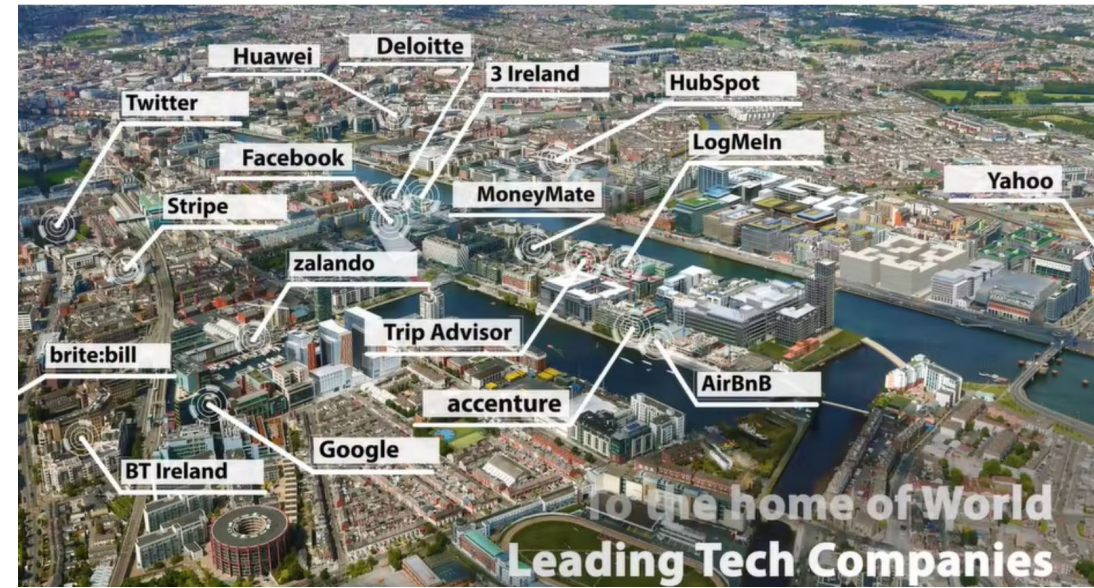 Huawei
Deloitte
3 Ireland
HubSpot
Twitter
Facebook
LogMeIn
Stripe
MoneyMate
Yahoo
zalando
Trip Advisor
brite:bill
AirBnB
accenture
Google
BT Ireland
To the home of World
Leading Tech Companies